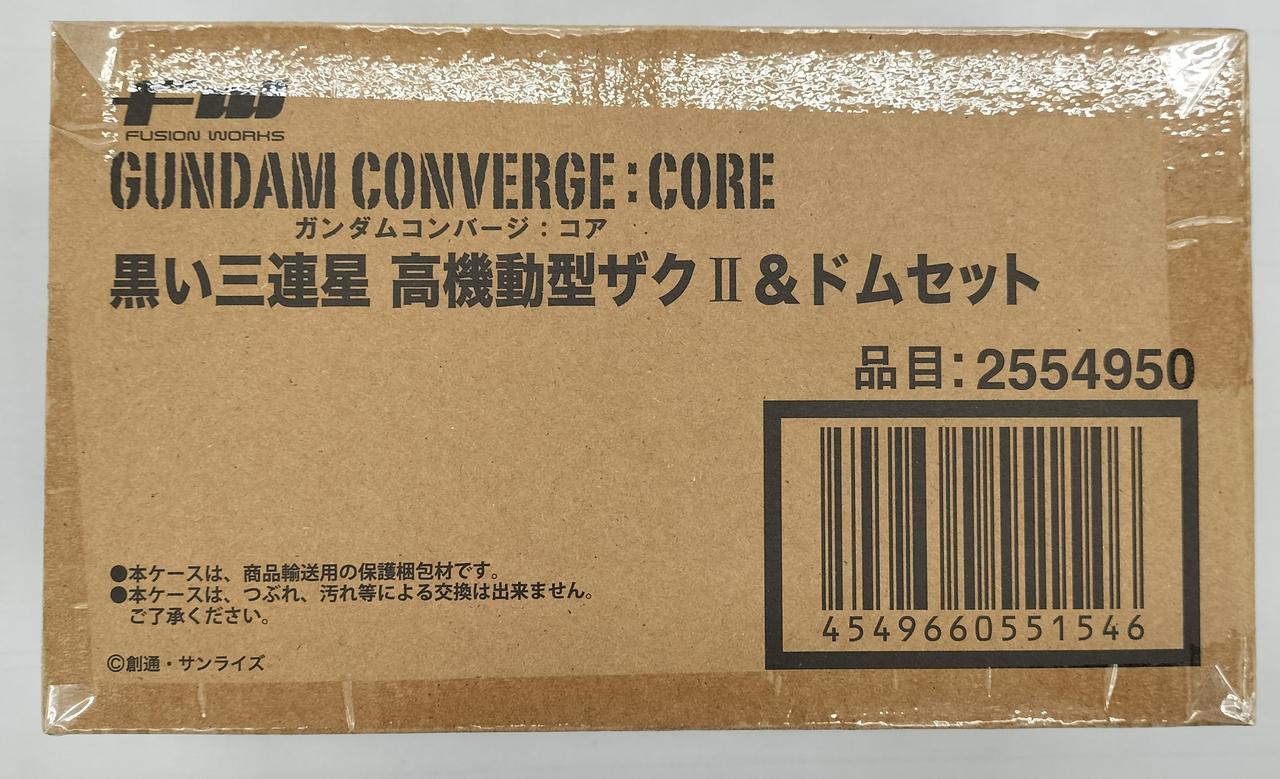 FW
FUSION WORKS
GUNDAM CONVERGE:CORE
ガンダムコンバージ：コア
黒い三連星 高機動型ザクⅡ＆ドムセット
品目：2554950
4549660551546
●本ケースは、商品輸送用の保護梱包材です。
●本ケースは、つぶれ、汚れ等による交換は出来ません。
ご了承ください。
©創通・サンライズ